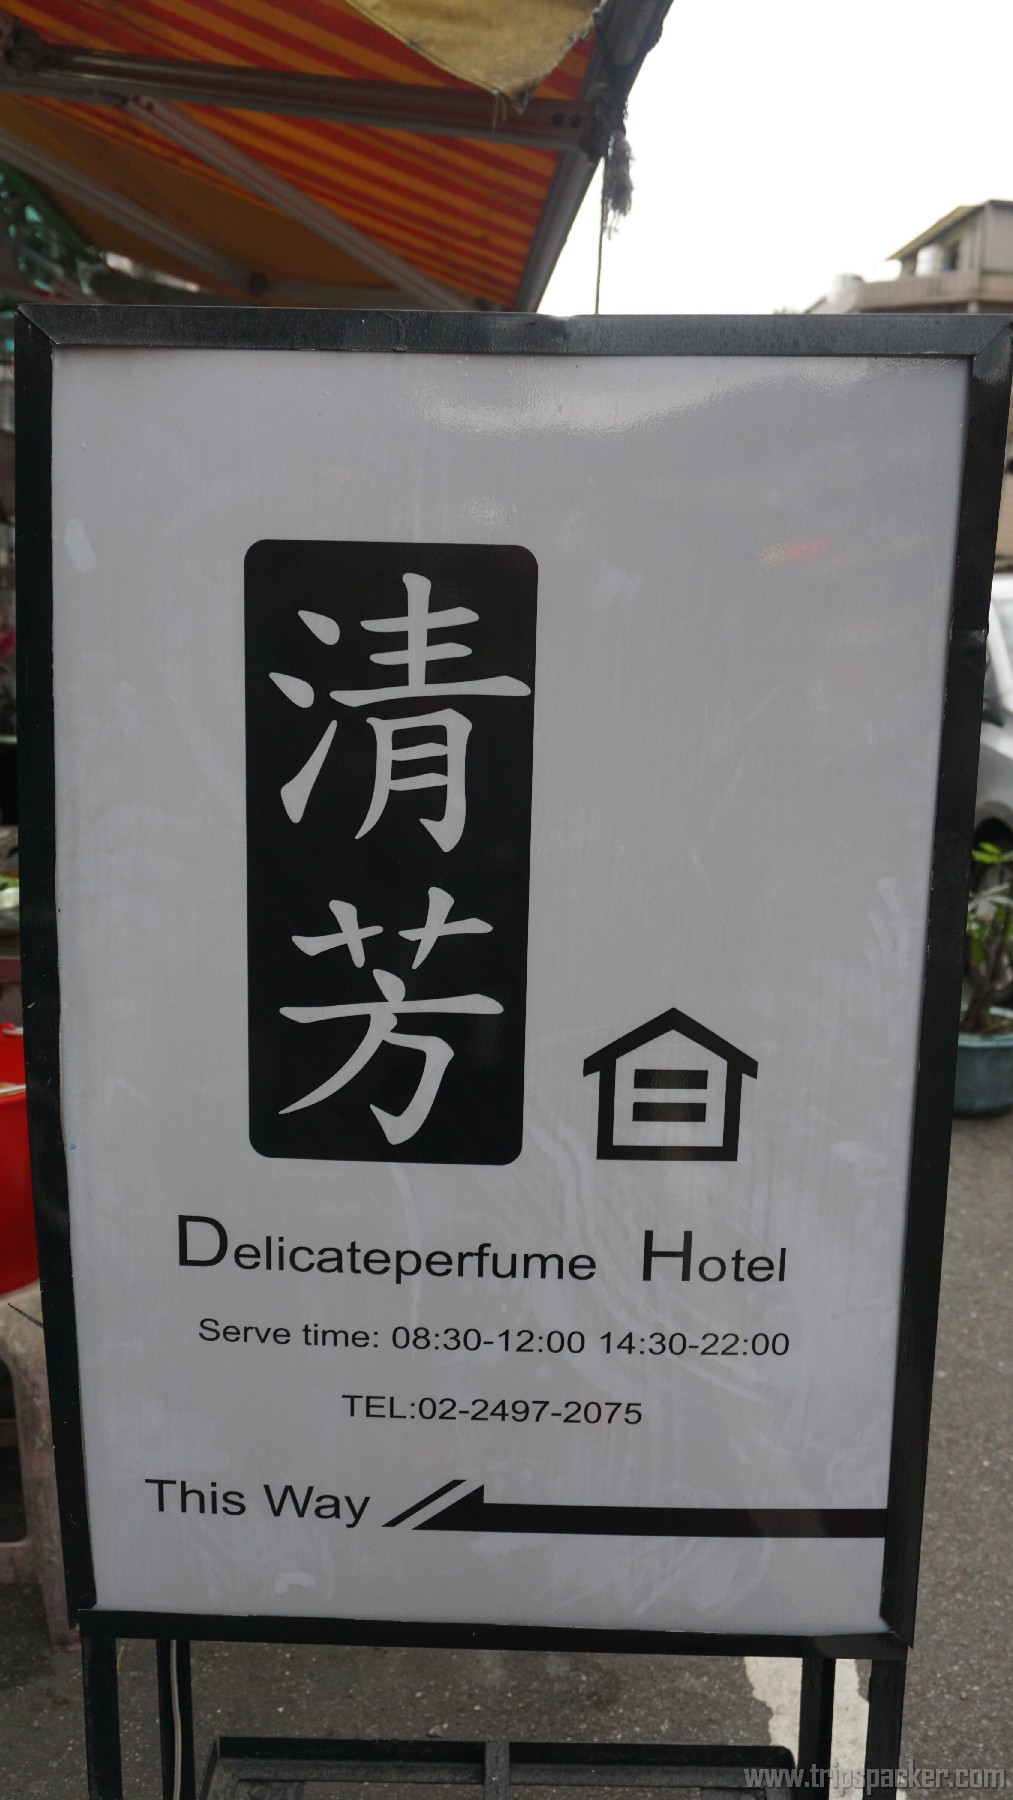 清芳
Delicateperfume Hotel
Serve time: 08:30-12:00 14:30-22:00
TEL:02-2497-2075
This Way
www.tripspacker.com